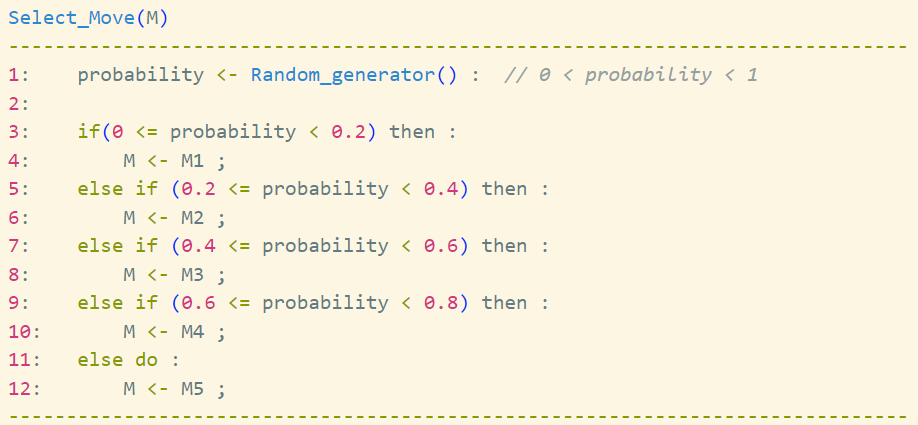 Select_Move(M)
------------------------------------------------------------------------------
1:    probability <- Random_generator() :  // 0 < probability < 1
2:
3:    if(0 <= probability < 0.2) then :
4:        M <- M1 ;
5:    else if (0.2 <= probability < 0.4) then :
6:        M <- M2 ;
7:    else if (0.4 <= probability < 0.6) then :
8:        M <- M3 ;
9:    else if (0.6 <= probability < 0.8) then :
10:       M <- M4 ;
11:   else do :
12:       M <- M5 ;
------------------------------------------------------------------------------